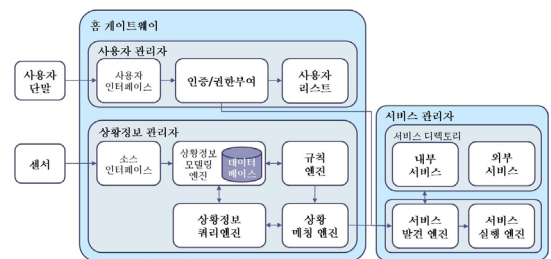 홈 게이트웨이
사용자 관리자
사용자
단말
사용자
인터페이스
인증/권한부여
사용자
리스트
서비스 관리자
서비스 디렉토리
내부
서비스
외부
서비스
상황정보 관리자
센서
소스
인터페이스
상황정보
모델링
엔진
데이터
베이스
규칙
엔진
상황정보
쿼리엔진
상황
매칭 엔진
서비스
발견 엔진
서비스
실행 엔진